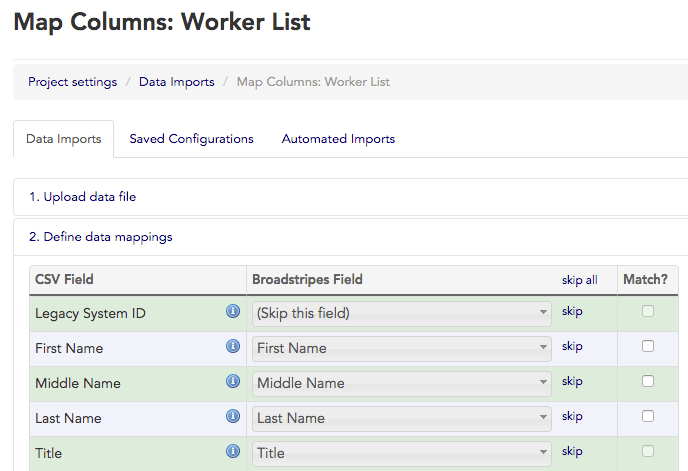 Map Columns: Worker List
Project settings / Data Imports / Map Columns: Worker List
Data Imports Saved Configurations Automated Imports
1. Upload data file
2. Define data mappings
CSV Field Broadstripes Field skip all Match?
Legacy System ID (Skip this field) skip
First Name First Name skip
Middle Name Middle Name skip
Last Name Last Name skip
Title Title skip